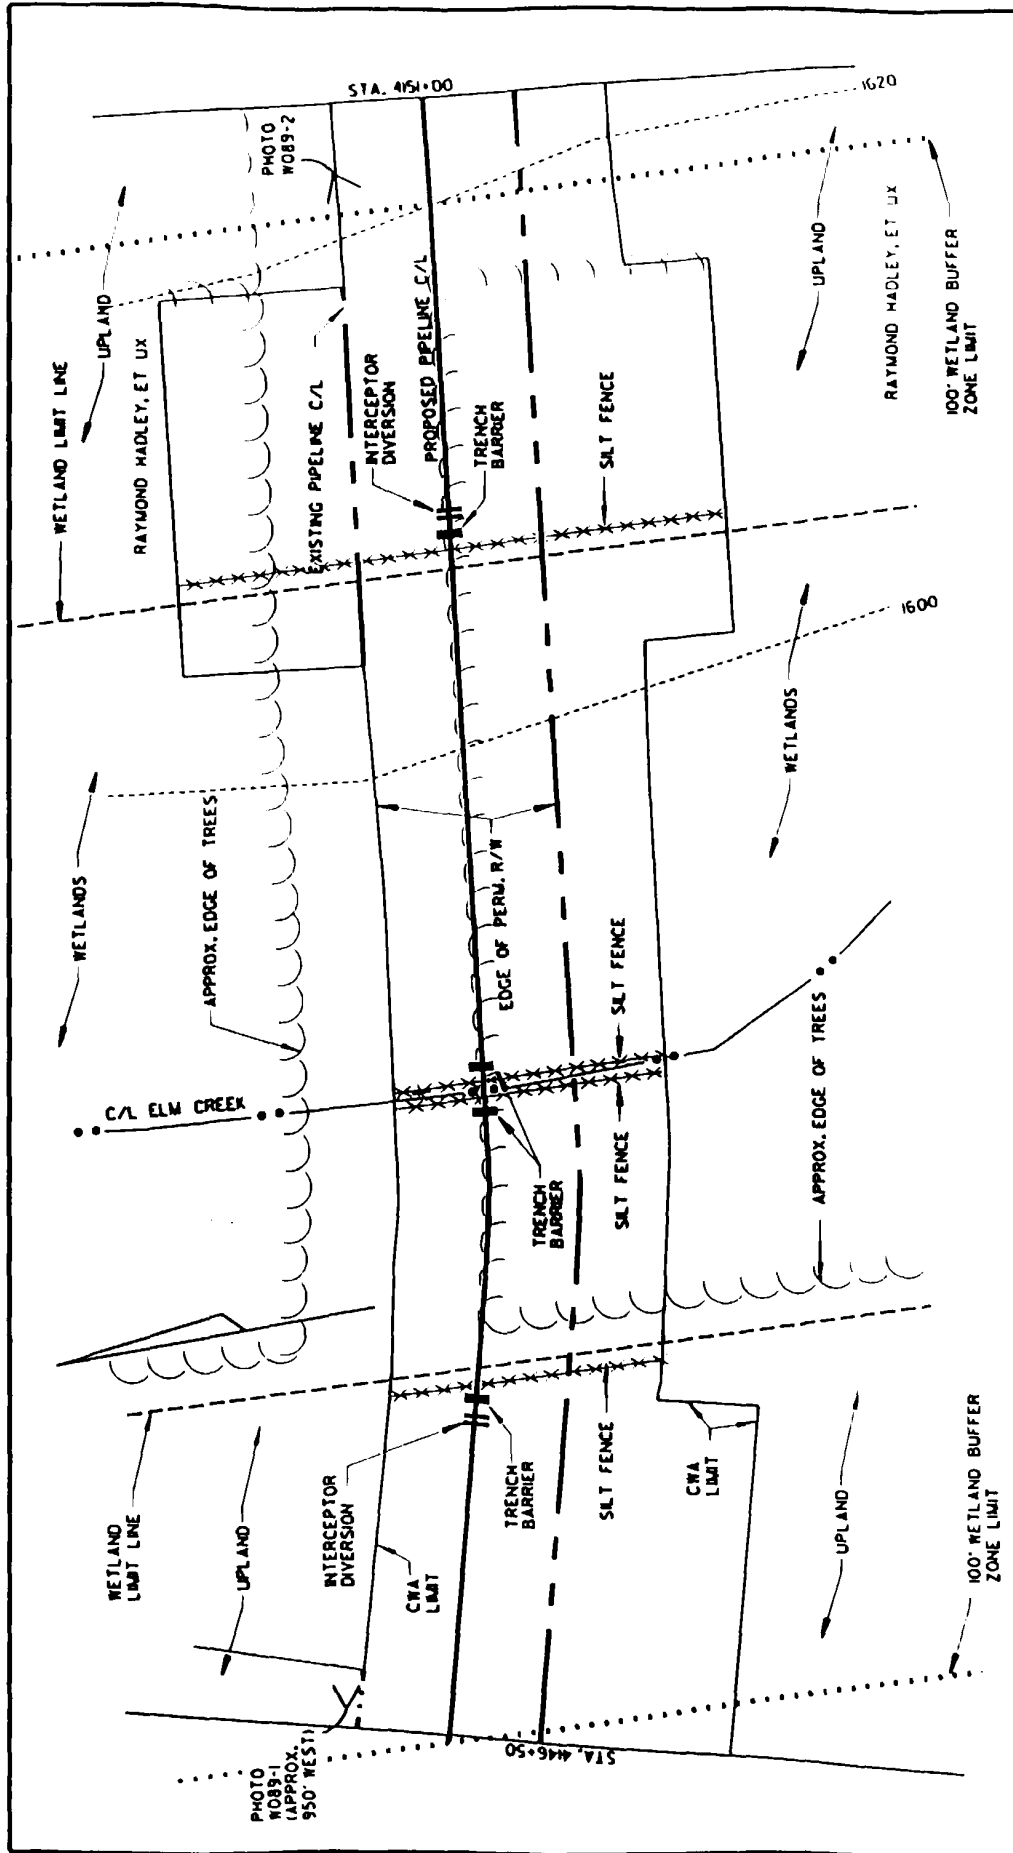 STA. 4151+00
1620
PHOTO
W089-2
WETLAND LIMIT LINE
UPLAND
RAYMOND HADLEY, ET UX
EXISTING PIPELINE C/L
INTERCEPTOR
DIVERSION
PROPOSED PIPELINE C/L
TRENCH
BARRIER
SILT FENCE
UPLAND
RAYMOND HADLEY, ET UX
100' WETLAND BUFFER
ZONE LIMIT
1600
WETLANDS
APPROX. EDGE OF TREES
EDGE OF PERM. R/W
WETLANDS
C/L ELM CREEK
SILT FENCE
TRENCH
BARRIER
SILT FENCE
APPROX. EDGE OF TREES
WETLAND
LIMIT LINE
UPLAND
INTERCEPTOR
DIVERSION
CWA
LIMIT
TRENCH
BARRIER
SILT FENCE
CWA
LIMIT
UPLAND
100' WETLAND BUFFER
ZONE LIMIT
PHOTO
W089-1
(APPROX.
950' WEST)
STA. 4146+50